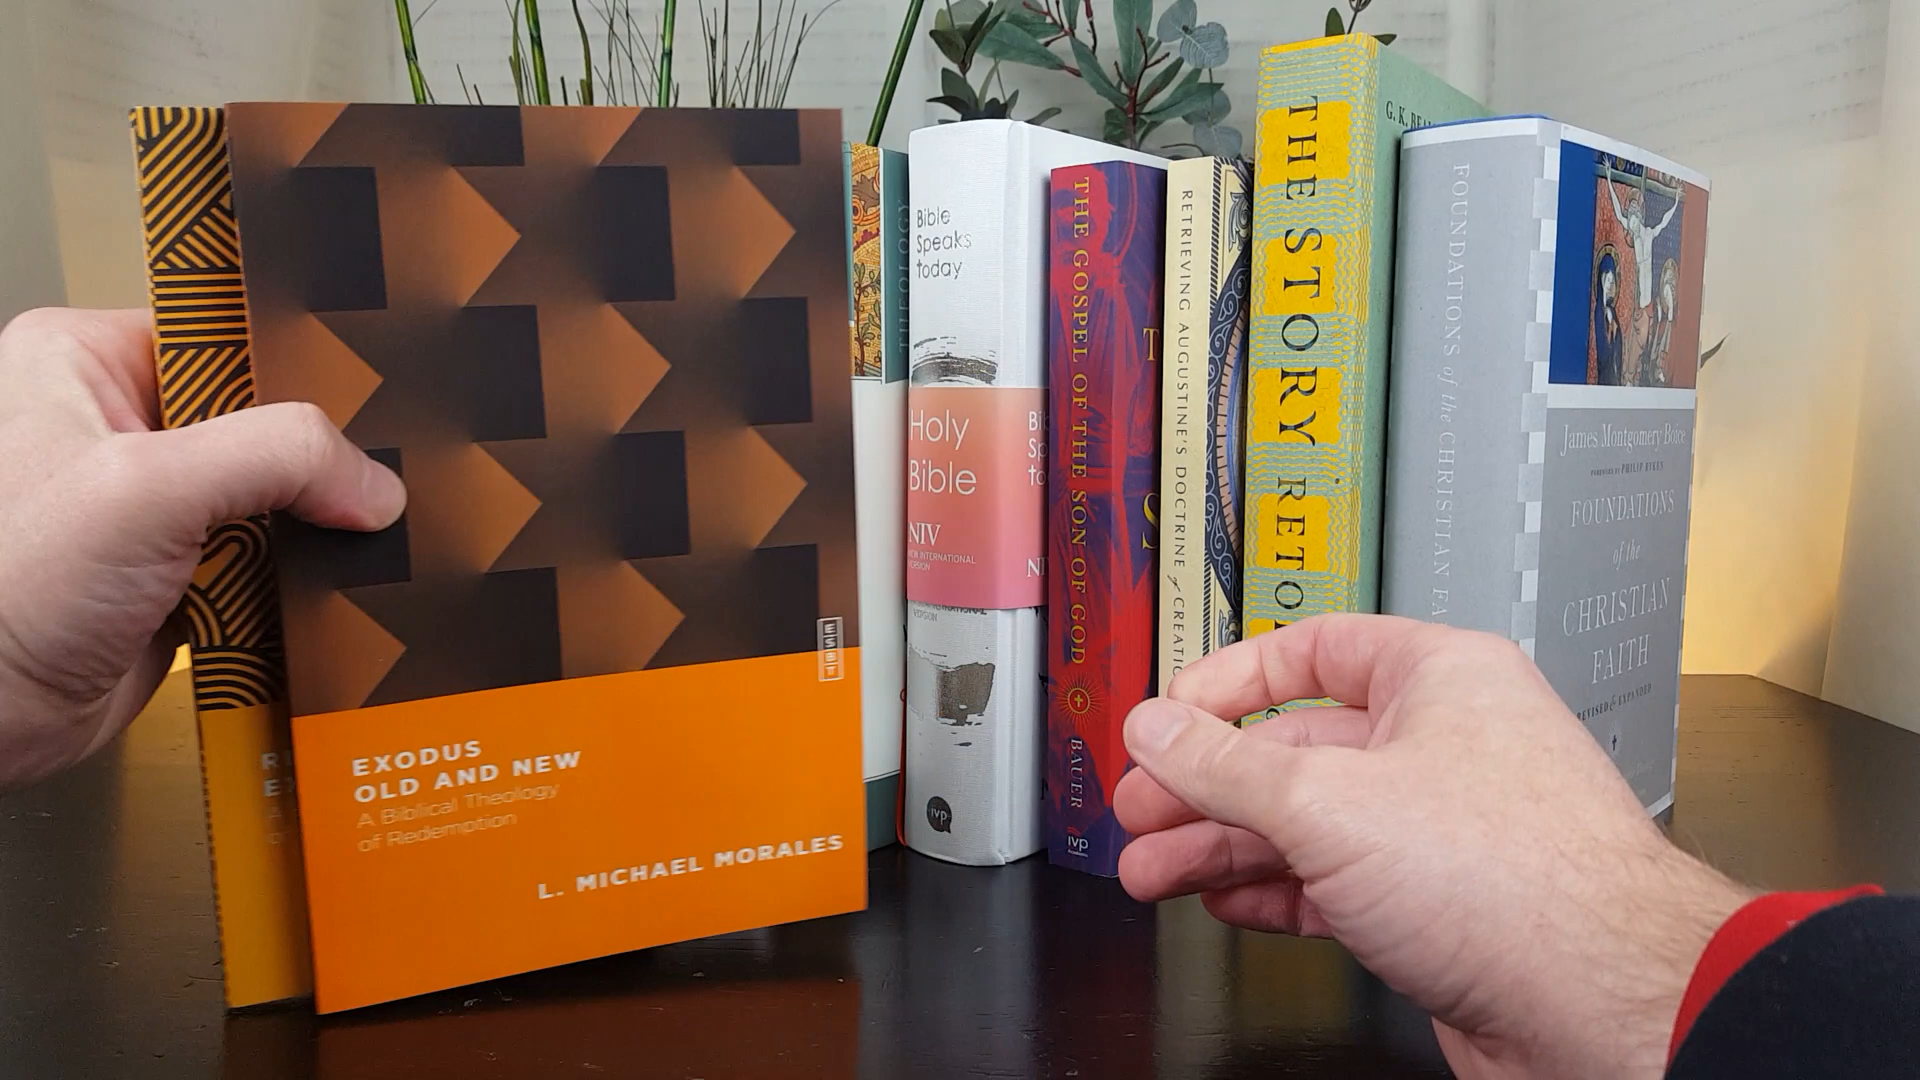 EXODUS
OLD AND NEW
A Biblical Theology
of Redemption
L. MICHAEL MORALES
ESBT
Bible
Speaks
today
Holy
Bible
NIV
NEW INTERNATIONAL
VERSION
VERSION
ivp
THE GOSPEL OF THE SON OF GOD
BAUER
ivp
RETRIEVING AUGUSTINE'S DOCTRINE of CREATIO
THE STORY RETO
G. K. BEA
FOUNDATIONS of the CHRISTIAN FA
James Montgomery Boice
FOREWORD BY PHILIP RYKEN
FOUNDATIONS
of the
CHRISTIAN
FAITH
REVISED & EXPANDED